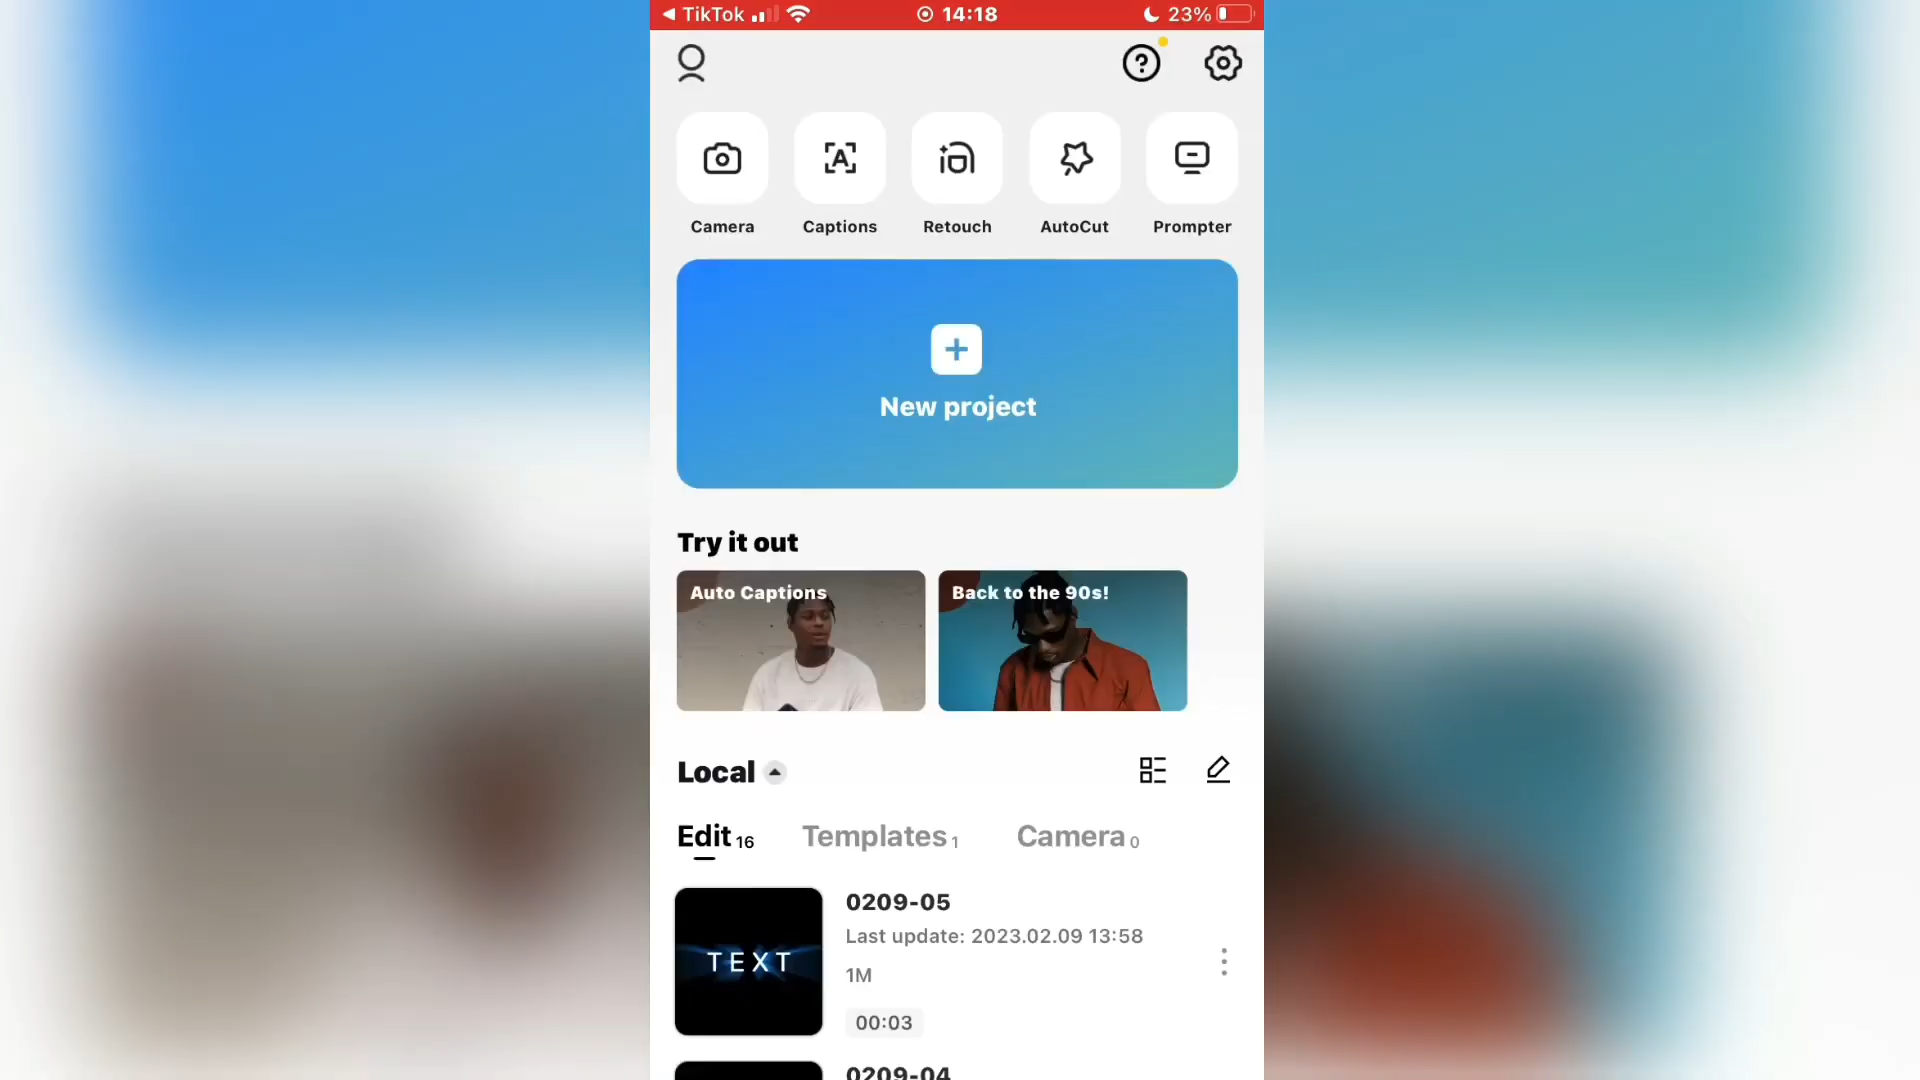 TikTok 14:18 23%
Camera Captions Retouch AutoCut Prompter
New project
Try it out
Auto Captions Back to the 90s!
Local
Edit 16 Templates 1 Camera 0
0209-05
Last update: 2023.02.09 13:58
TEXT
1M
00:03
0209-04